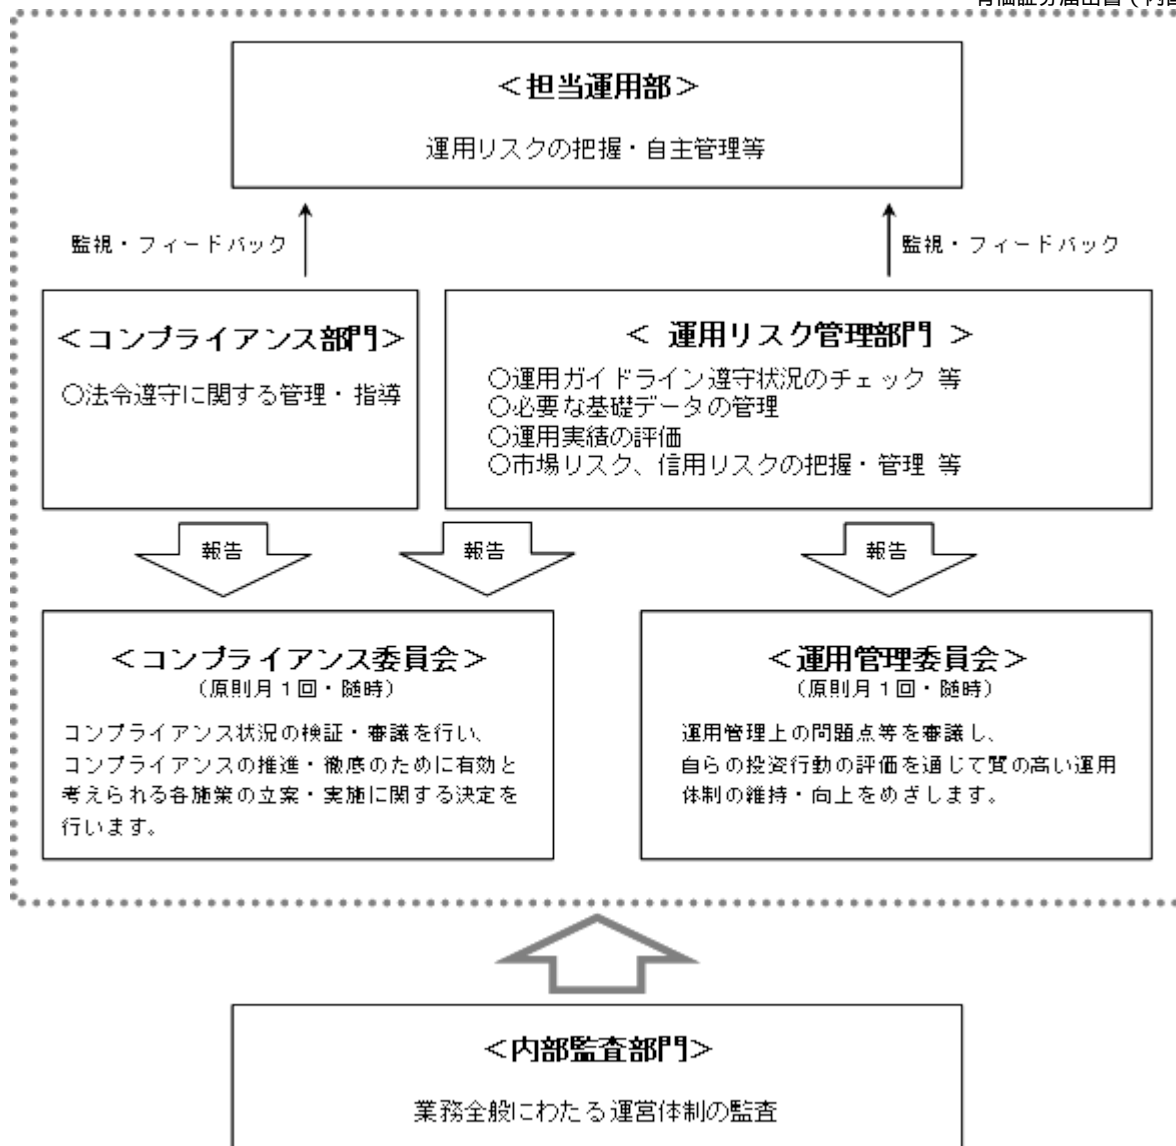 ＜担当運用部＞
運用リスクの把握・自主管理等
監視・フィードバック
監視・フィードバック
＜コンプライアンス部門＞
○法令遵守に関する管理・指導
＜ 運用リスク管理部門 ＞
○運用ガイドライン遵守状況のチェック 等
○必要な基礎データの管理
○運用実績の評価
○市場リスク、信用リスクの把握・管理 等
報告
報告
報告
＜コンプライアンス委員会＞
（原則月１回・随時）
コンプライアンス状況の検証・審議を行い、
コンプライアンスの推進・徹底のために有効と
考えられる各施策の立案・実施に関する決定を
行います。
＜運用管理委員会＞
（原則月１回・随時）
運用管理上の問題点等を審議し、
自らの投資行動の評価を通じて質の高い運用
体制の維持・向上をめざします。
＜内部監査部門＞
業務全般にわたる運営体制の監査